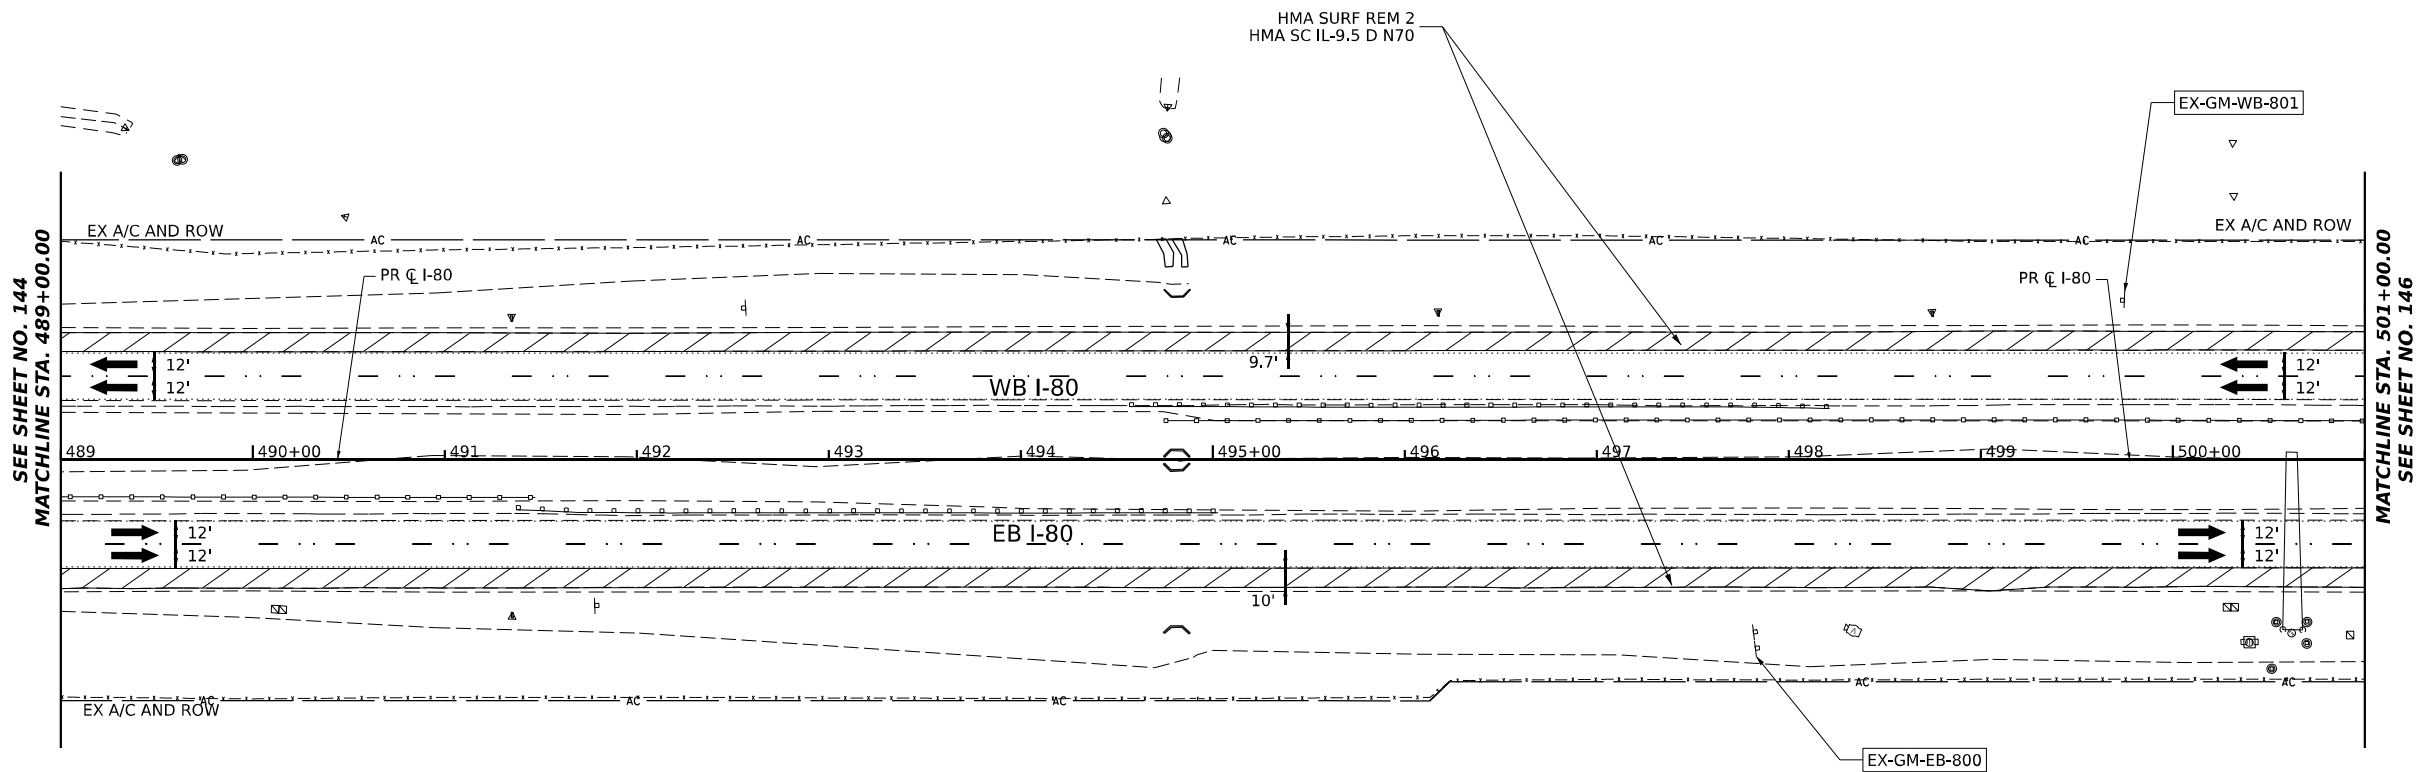 HMA SURF REM 2
HMA SC IL-9.5 D N70
EX-GM-WB-801
EX A/C AND ROW
EX A/C AND ROW
AC
AC
AC
AC
AC
PR ℄ I-80
PR ℄ I-80
SEE SHEET NO. 144
MATCHLINE STA. 489+00.00
MATCHLINE STA. 501+00.00
SEE SHEET NO. 146
12'
12'
9.7'
WB I-80
12'
12'
489
490+00
491
492
493
494
495+00
496
497
498
499
500+00
12'
12'
EB I-80
12'
12'
10'
AC
AC
AC
AC
AC
EX A/C AND ROW
EX-GM-EB-800